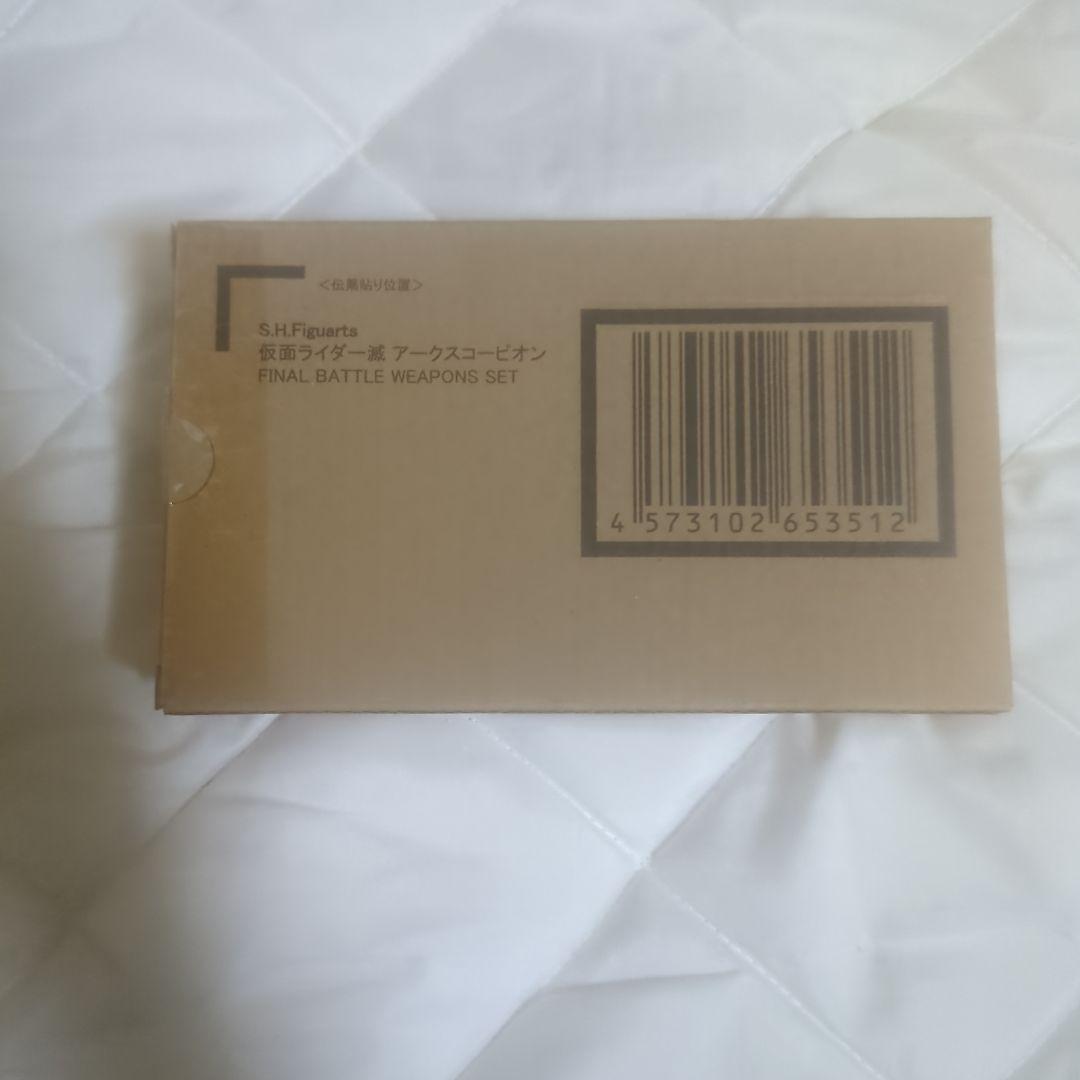 <伝票貼り位置>
S.H.Figuarts
仮面ライダー滅 アークスコーピオン
FINAL BATTLE WEAPONS SET
4 573102 653512